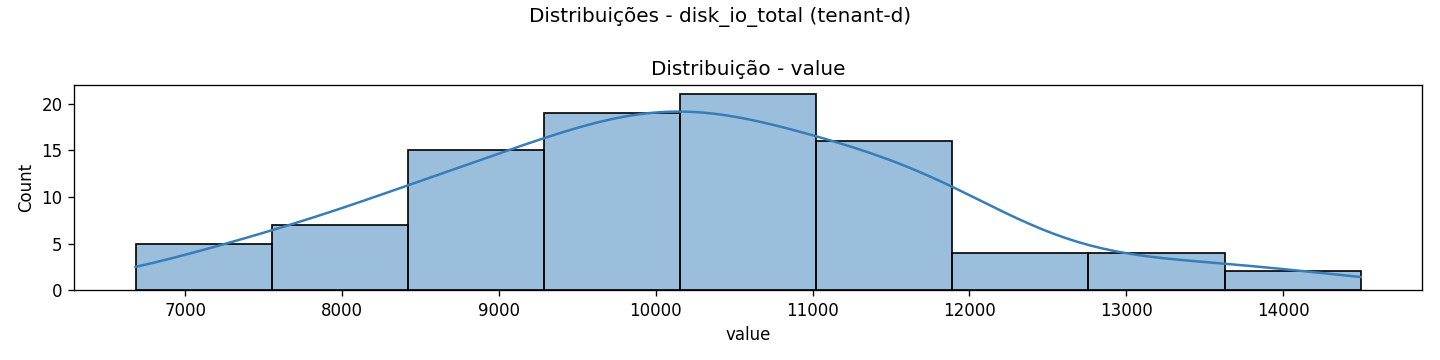 Distribuições - disk_io_total (tenant-d)
Distribuição - value
20
15
10
5
0
Count
7000 8000 9000 10000 11000 12000 13000 14000
value